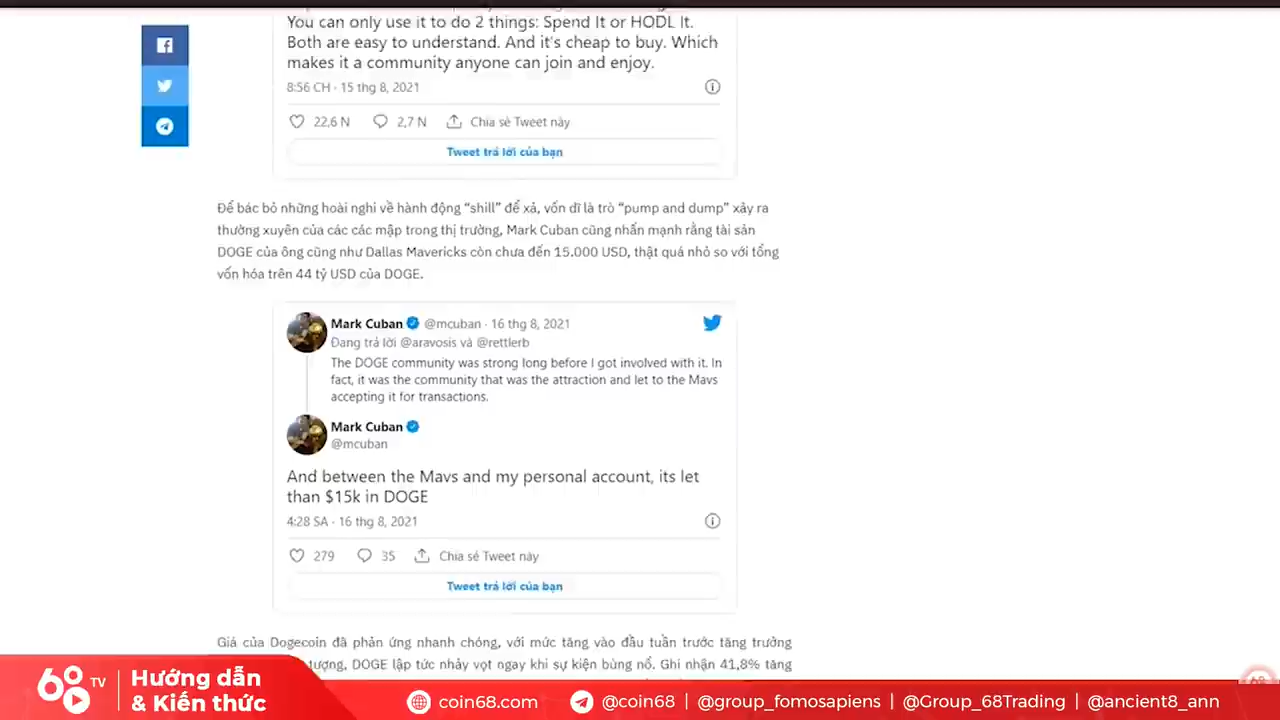 You can only use it to do 2 things: Spend It or HODL It.
Both are easy to understand. And it's cheap to buy. Which
makes it a community anyone can join and enjoy.
8:56 CH · 15 thg 8, 2021
22,6 N 2,7 N Chia sẻ Tweet này
Tweet trả lời của bạn
Để bác bỏ những hoài nghi về hành động “shill” để xả, vốn dĩ là trò “pump and dump” xảy ra
thường xuyên của các các mập trong thị trường, Mark Cuban cũng nhấn mạnh rằng tài sản
DOGE của ông cũng như Dallas Mavericks còn chưa đến 15.000 USD, thật quá nhỏ so với tổng
vốn hóa trên 44 tỷ USD của DOGE.
Mark Cuban @mcuban · 16 thg 8, 2021
Đang trả lời @aravosis và @rettlerb
The DOGE community was strong long before I got involved with it. In
fact, it was the community that was the attraction and let to the Mavs
accepting it for transactions.
Mark Cuban
@mcuban
And between the Mavs and my personal account, its let
than $15k in DOGE
4:28 SA · 16 thg 8, 2021
279 35 Chia sẻ Tweet này
Tweet trả lời của bạn
Giá của Dogecoin đã phản ứng nhanh chóng, với mức tăng vào đầu tuần trước tăng trưởng
tượng, DOGE lập tức nhảy vọt ngay khi sự kiện bùng nổ. Ghi nhận 41,8% tăng
68 TV
Hướng dẫn
& Kiến thức
coin68.com @coin68 | @group_fomosapiens | @Group_68Trading | @ancient8_ann